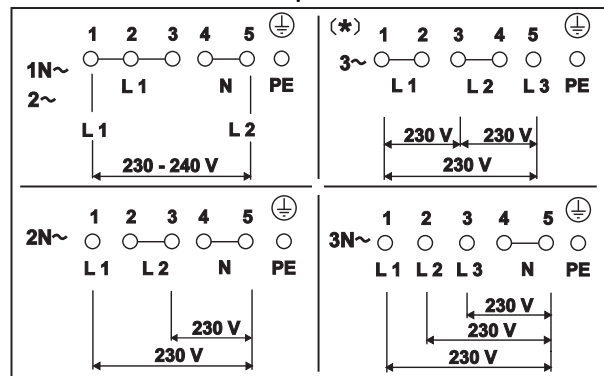 1 2 3 4 5
1N~
2~
L 1 N PE
L 1 L 2
230 - 240 V
(*) 1 2 3 4 5
3~
L 1 L 2 L 3 PE
230 V 230 V
230 V
1 2 3 4 5
2N~
L 1 L 2 N PE
230 V
230 V
1 2 3 4 5
3N~
L 1 L 2 L 3 N PE
230 V
230 V
230 V